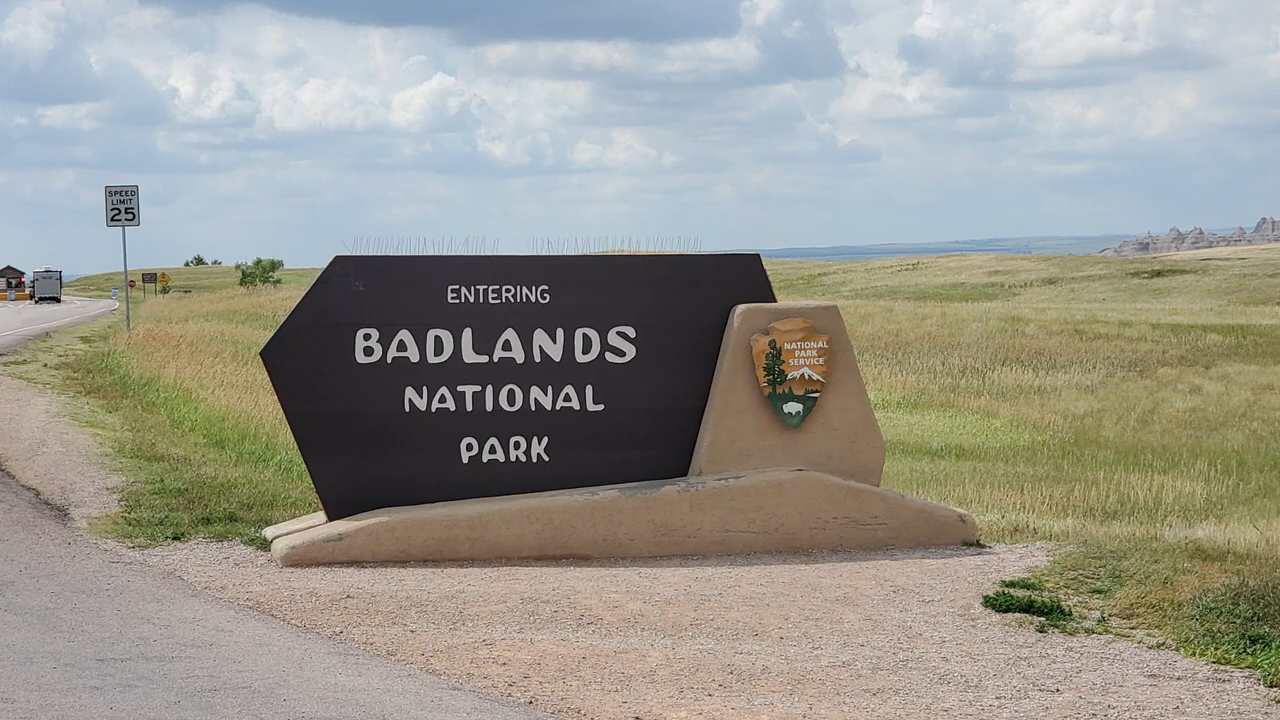 SPEED
LIMIT
25
ENTERING
BADLANDS
NATIONAL
PARK
NATIONAL
PARK
SERVICE